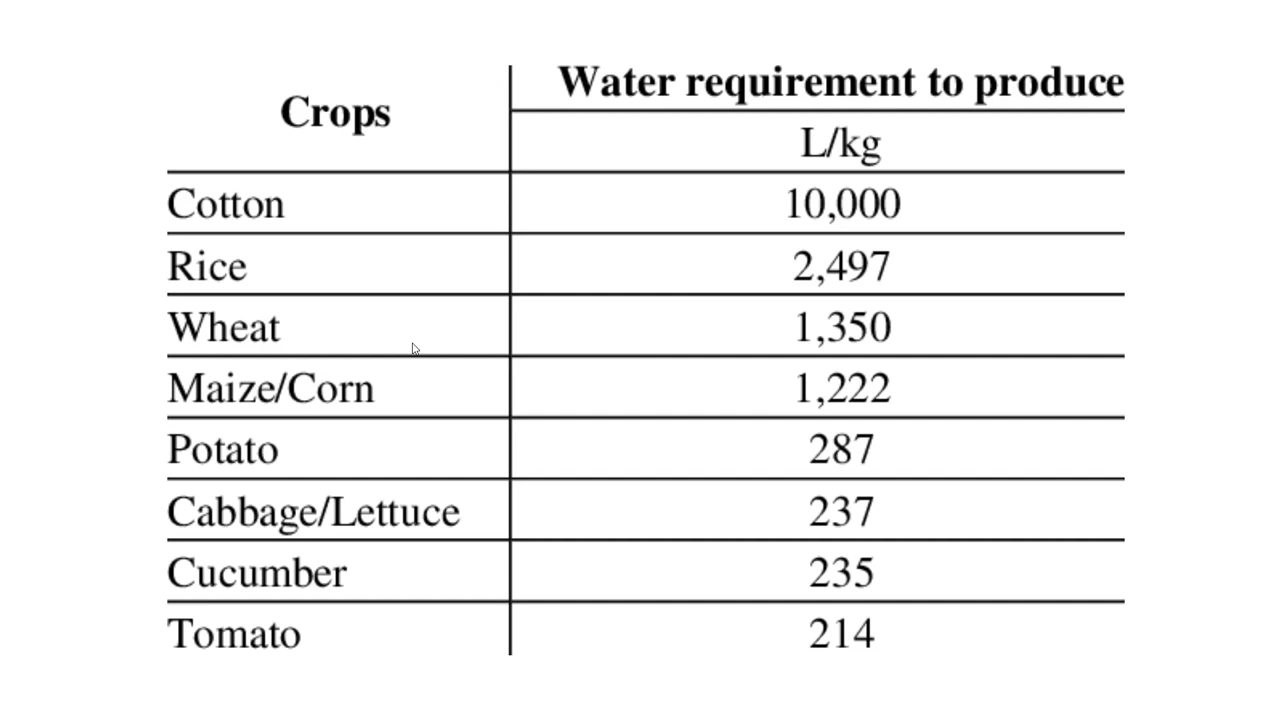 Crops
Water requirement to produce
L/kg
Cotton 10,000
Rice 2,497
Wheat 1,350
Maize/Corn 1,222
Potato 287
Cabbage/Lettuce 237
Cucumber 235
Tomato 214